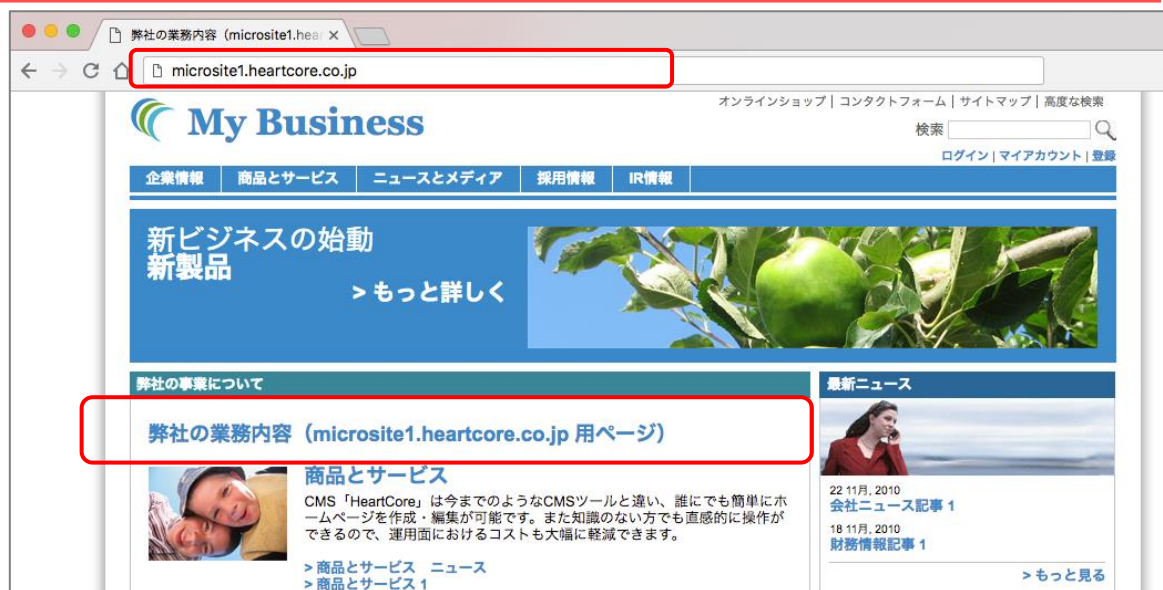 弊社の業務内容（microsite1.hear
microsite1.heartcore.co.jp
My Business
オンラインショップ | コンタクトフォーム | サイトマップ | 高度な検索
検索
ログイン | マイアカウント | 登録
企業情報 商品とサービス ニュースとメディア 採用情報 IR情報
新ビジネスの始動
新製品
> もっと詳しく
弊社の事業について
弊社の業務内容（microsite1.heartcore.co.jp 用ページ）
商品とサービス
CMS「HeartCore」は今までのようなCMSツールと違い、誰にでも簡単にホ
ームページを作成・編集が可能です。また知識のない方でも直感的に操作が
できるので、運用面におけるコストも大幅に軽減できます。
> 商品とサービス　ニュース
> 商品とサービス 1
最新ニュース
22 11月, 2010
会社ニュース記事 1
18 11月, 2010
財務情報記事 1
> もっと見る